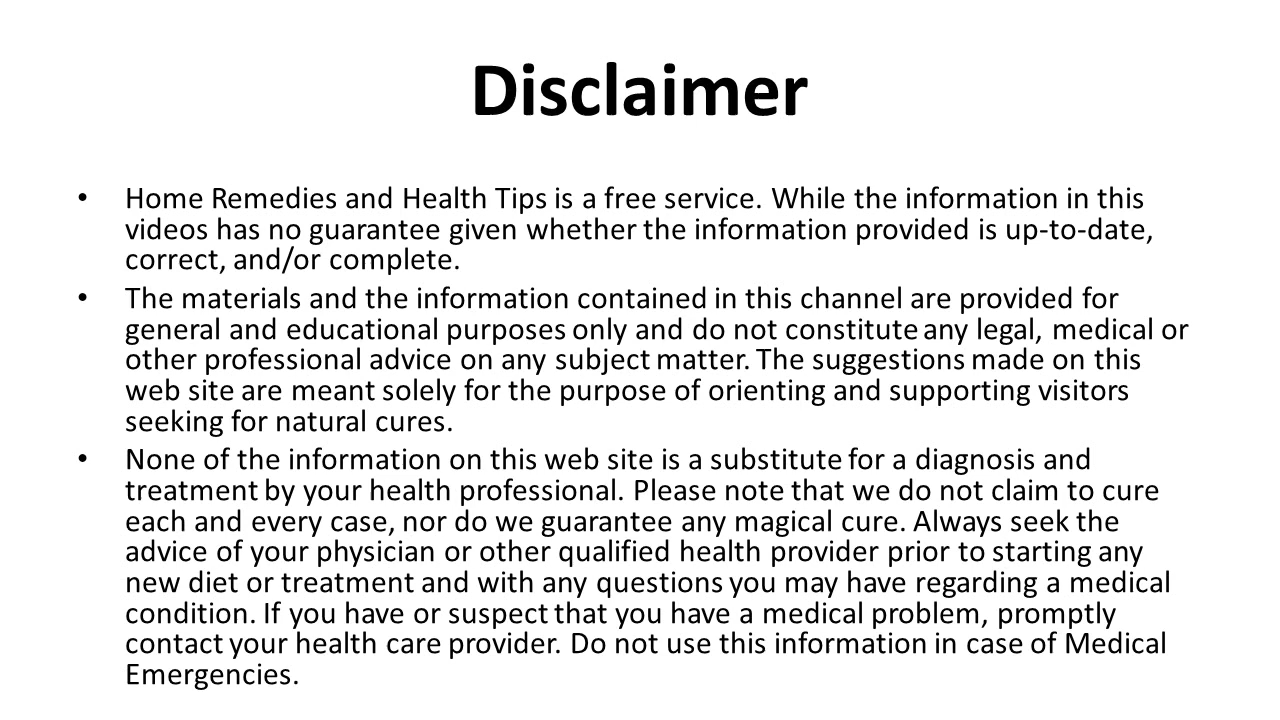 Disclaimer
• Home Remedies and Health Tips is a free service. While the information in this
videos has no guarantee given whether the information provided is up-to-date,
correct, and/or complete.
• The materials and the information contained in this channel are provided for
general and educational purposes only and do not constitute any legal, medical or
other professional advice on any subject matter. The suggestions made on this
web site are meant solely for the purpose of orienting and supporting visitors
seeking for natural cures.
• None of the information on this web site is a substitute for a diagnosis and
treatment by your health professional. Please note that we do not claim to cure
each and every case, nor do we guarantee any magical cure. Always seek the
advice of your physician or other qualified health provider prior to starting any
new diet or treatment and with any questions you may have regarding a medical
condition. If you have or suspect that you have a medical problem, promptly
contact your health care provider. Do not use this information in case of Medical
Emergencies.